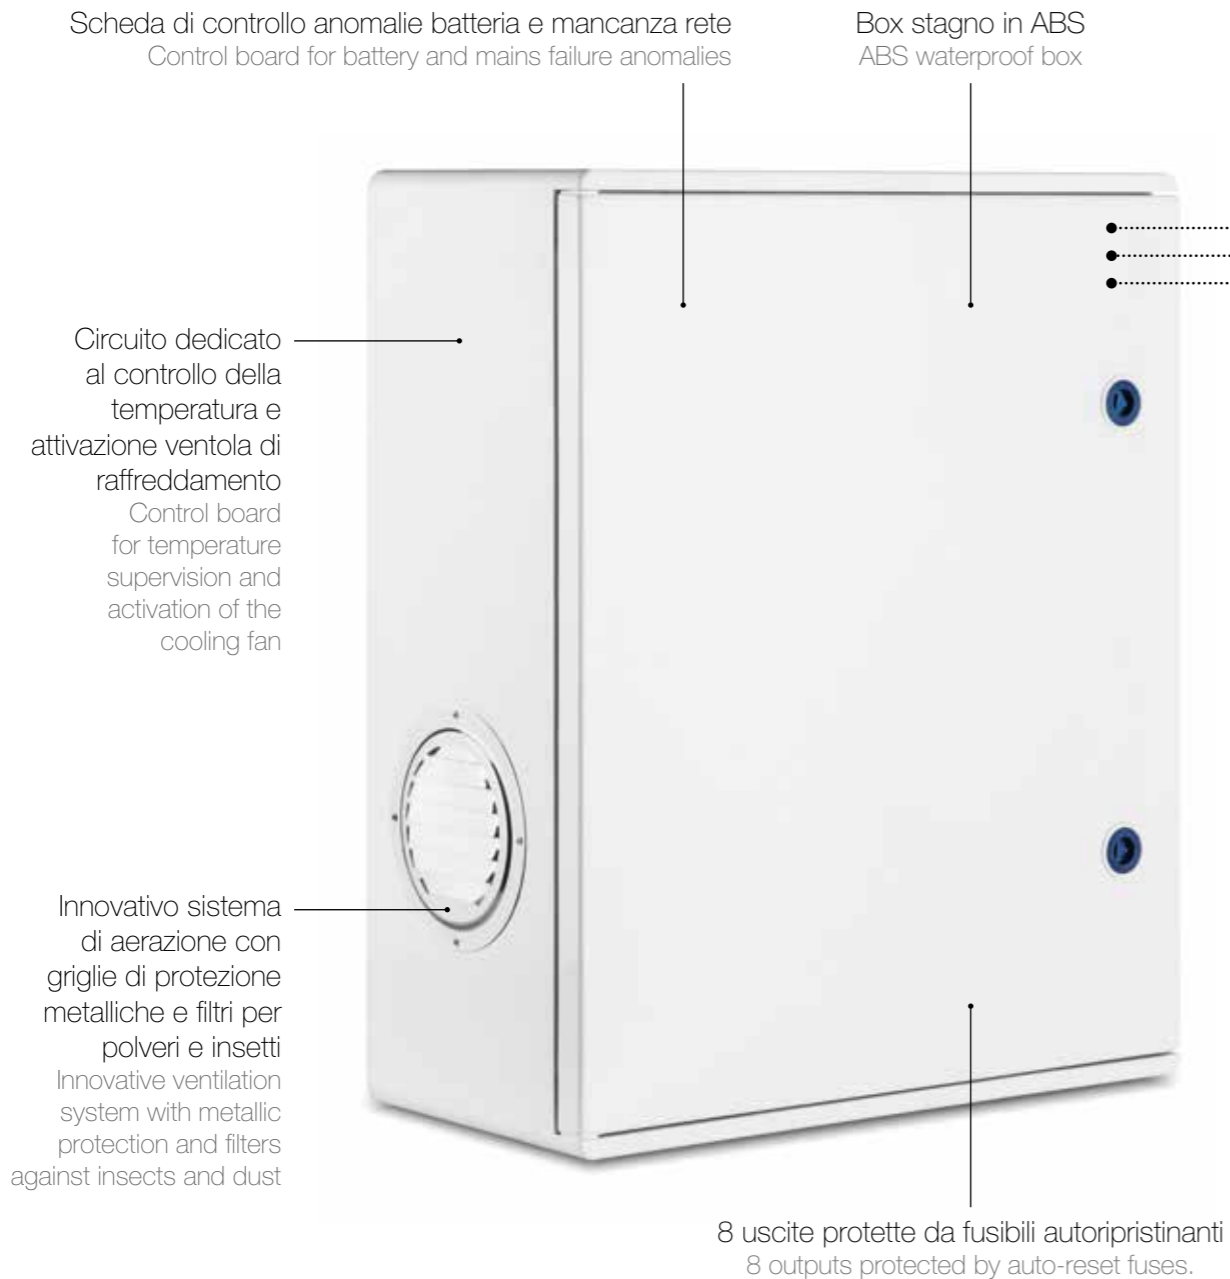 Scheda di controllo anomalie batteria e mancanza rete
Control board for battery and mains failure anomalies
Box stagno in ABS
ABS waterproof box
Circuito dedicato
al controllo della
temperatura e
attivazione ventola di
raffreddamento
Control board
for temperature
supervision and
activation of the
cooling fan
Innovativo sistema
di aerazione con
griglie di protezione
metalliche e filtri per
polveri e insetti
Innovative ventilation
system with metallic
protection and filters
against insects and dust
8 uscite protette da fusibili autoripristinanti
8 outputs protected by auto-reset fuses.